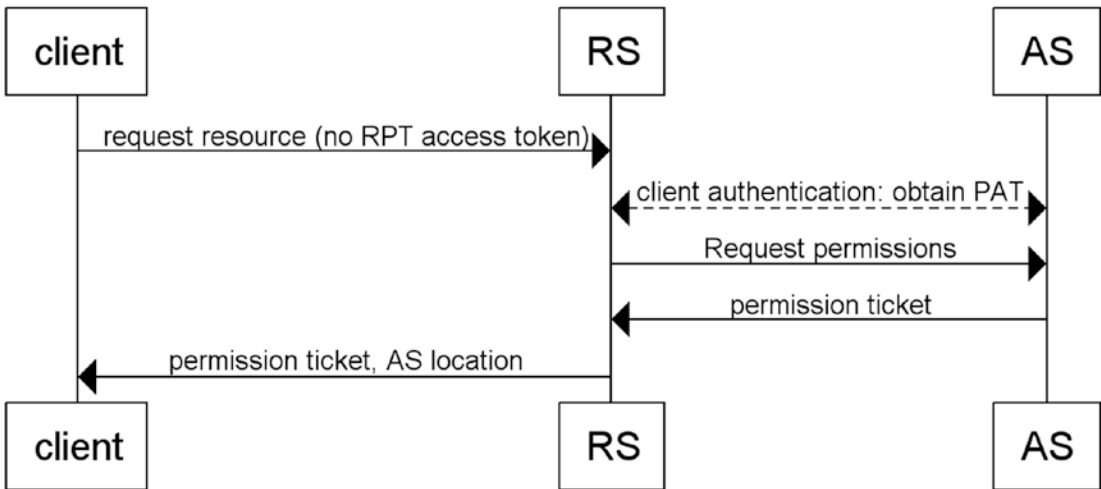 client RS AS
request resource (no RPT access token)
client authentication: obtain PAT
Request permissions
permission ticket
permission ticket, AS location
client RS AS